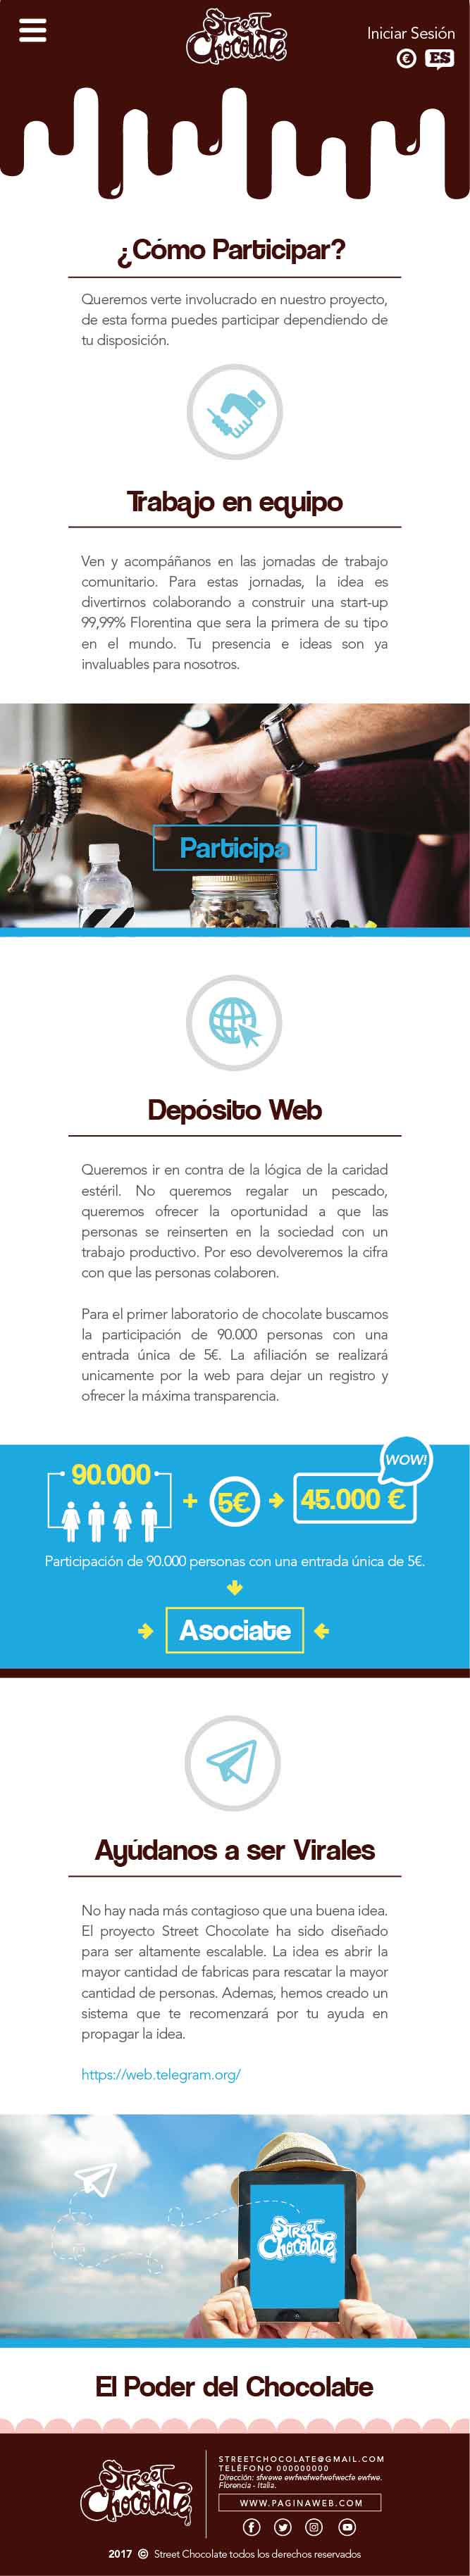 Street
Chocolate
Iniciar Sesión
€ ES
¿Cómo Participar?
Queremos verte involucrado en nuestro proyecto,
de esta forma puedes participar dependiendo de
tu disposición.
Trabajo en equipo
Ven y acompáñanos en las jornadas de trabajo
comunitario. Para estas jornadas, la idea es
divertirnos colaborando a construir una start-up
99,99% Florentina que sera la primera de su tipo
en el mundo. Tu presencia e ideas son ya
invaluables para nosotros.
Participa
Depósito Web
Queremos ir en contra de la lógica de la caridad
estéril. No queremos regalar un pescado,
queremos ofrecer la oportunidad a que las
personas se reinserten en la sociedad con un
trabajo productivo. Por eso devolveremos la cifra
con que las personas colaboren.
Para el primer laboratorio de chocolate buscamos
la participación de 90.000 personas con una
entrada única de 5€. La afiliación se realizará
unicamente por la web para dejar un registro y
ofrecer la máxima transparencia.
WOW!
90.000
+ 5€ 45.000 €
Participación de 90.000 personas con una entrada única de 5€.
Asociate
Ayúdanos a ser Virales
No hay nada más contagioso que una buena idea.
El proyecto Street Chocolate ha sido diseñado
para ser altamente escalable. La idea es abrir la
mayor cantidad de fabricas para rescatar la mayor
cantidad de personas. Ademas, hemos creado un
sistema que te recomenzará por tu ayuda en
propagar la idea.
https://web.telegram.org/
Street
Chocolate
El Poder del Chocolate
Street
Chocolate
STREETCHOCOLATE@GMAIL.COM
TELÉFONO 000000000
Dirección: sfwewe ewfwefwefwefwecfe ewfwe.
Florencia - Italia.
WWW.PAGINAWEB.COM
2017 © Street Chocolate todos los derechos reservados